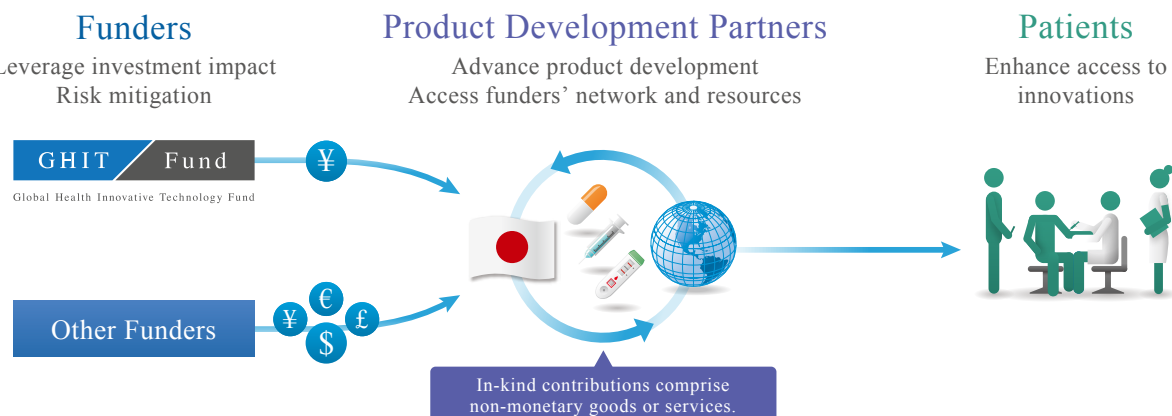 Funders
Leverage investment impact
Risk mitigation
GHIT Fund
Global Health Innovative Technology Fund
¥
Other Funders
¥ € £ $
Product Development Partners
Advance product development
Access funders’ network and resources
In-kind contributions comprise
non-monetary goods or services.
Patients
Enhance access to
innovations